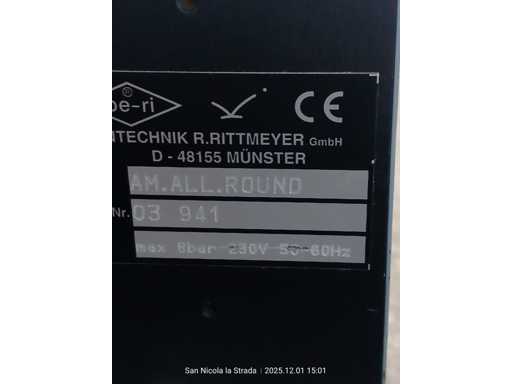 be-ri ® CE
NTECHNIK R.RITTMEYER GmbH
D - 48155 MÜNSTER
AM.ALL.ROUND
Nr. 03 941
max 8bar 230V 50-60Hz
San Nicola la Strada | 2025.12.01 15:01